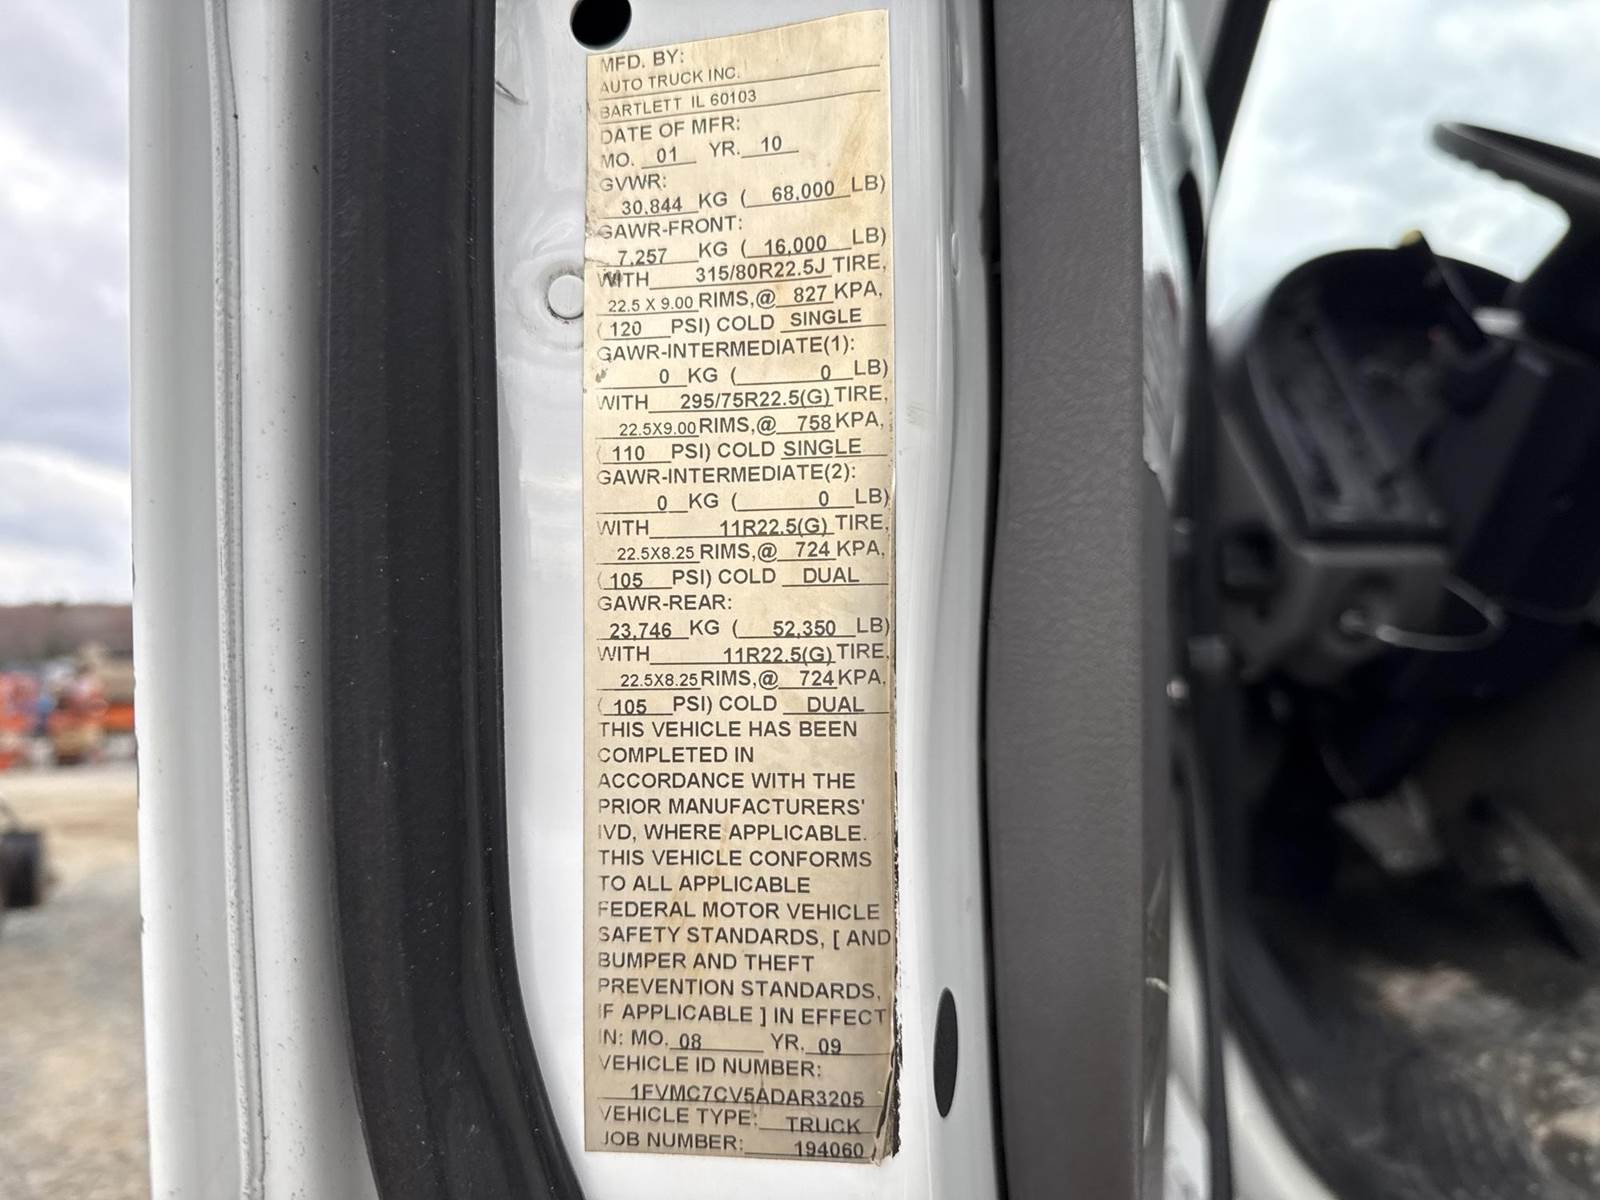 MFD. BY:
AUTO TRUCK INC.
BARTLETT IL 60103
DATE OF MFR:
MO. 01 YR. 10
GVWR:
30,844 KG ( 68,000 LB)
GAWR-FRONT:
7,257 KG ( 16,000 LB)
WITH 315/80R22.5J TIRE,
22.5 X 9.00 RIMS,@ 827 KPA,
( 120 PSI) COLD SINGLE
GAWR-INTERMEDIATE(1):
0 KG ( 0 LB)
WITH 295/75R22.5(G) TIRE,
22.5X9.00 RIMS,@ 758 KPA,
( 110 PSI) COLD SINGLE
GAWR-INTERMEDIATE(2):
0 KG ( 0 LB)
WITH 11R22.5(G) TIRE,
22.5X8.25 RIMS,@ 724 KPA,
( 105 PSI) COLD DUAL
GAWR-REAR:
23,746 KG ( 52,350 LB)
WITH 11R22.5(G) TIRE,
22.5X8.25 RIMS,@ 724 KPA,
( 105 PSI) COLD DUAL
THIS VEHICLE HAS BEEN
COMPLETED IN
ACCORDANCE WITH THE
PRIOR MANUFACTURERS'
IVD, WHERE APPLICABLE.
THIS VEHICLE CONFORMS
TO ALL APPLICABLE
FEDERAL MOTOR VEHICLE
SAFETY STANDARDS, [ AND
BUMPER AND THEFT
PREVENTION STANDARDS,
IF APPLICABLE ] IN EFFECT
IN: MO. 08 YR. 09
VEHICLE ID NUMBER:
1FVMC7CV5ADAR3205
VEHICLE TYPE: TRUCK
JOB NUMBER: 194060